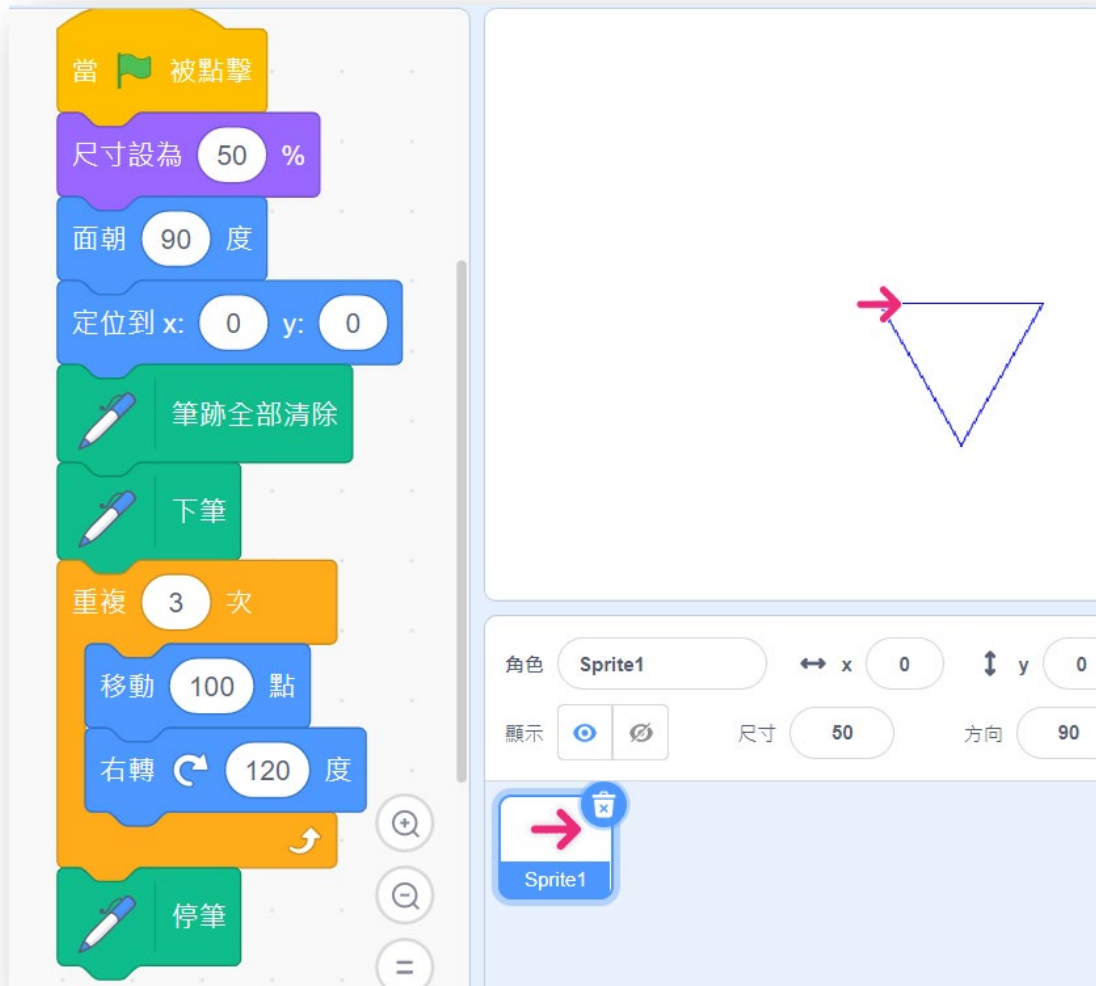 當 被點擊
尺寸設為 50 %
面朝 90 度
定位到 x: 0 y: 0
筆跡全部清除
下筆
重複 3 次
移動 100 點
右轉 120 度
停筆
角色 Sprite1 x 0 y 0
顯示 尺寸 50 方向 90
Sprite1